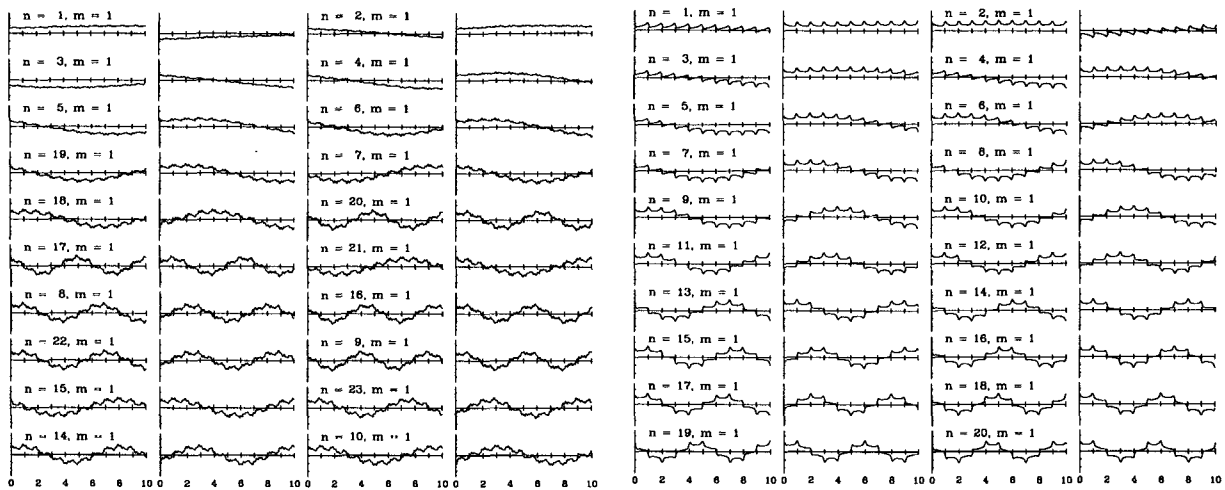 n = 1, m = 1 n = 2, m = 1
n = 3, m = 1 n = 4, m = 1
n = 5, m = 1 n = 6, m = 1
n = 19, m = 1 n = 7, m = 1
n = 18, m = 1 n = 20, m = 1
n = 17, m = 1 n = 21, m = 1
n = 8, m = 1 n = 16, m = 1
n = 22, m = 1 n = 9, m = 1
n = 15, m = 1 n = 23, m = 1
n = 14, m = 1 n = 10, m = 1
0 2 4 6 8 10 0 2 4 6 8 10 0 2 4 6 8 10 0 2 4 6 8 10
n = 1, m = 1 n = 2, m = 1
n = 3, m = 1 n = 4, m = 1
n = 5, m = 1 n = 6, m = 1
n = 7, m = 1 n = 8, m = 1
n = 9, m = 1 n = 10, m = 1
n = 11, m = 1 n = 12, m = 1
n = 13, m = 1 n = 14, m = 1
n = 15, m = 1 n = 16, m = 1
n = 17, m = 1 n = 18, m = 1
n = 19, m = 1 n = 20, m = 1
0 2 4 6 8 10 0 2 4 6 8 10 0 2 4 6 8 10 0 2 4 6 8 10